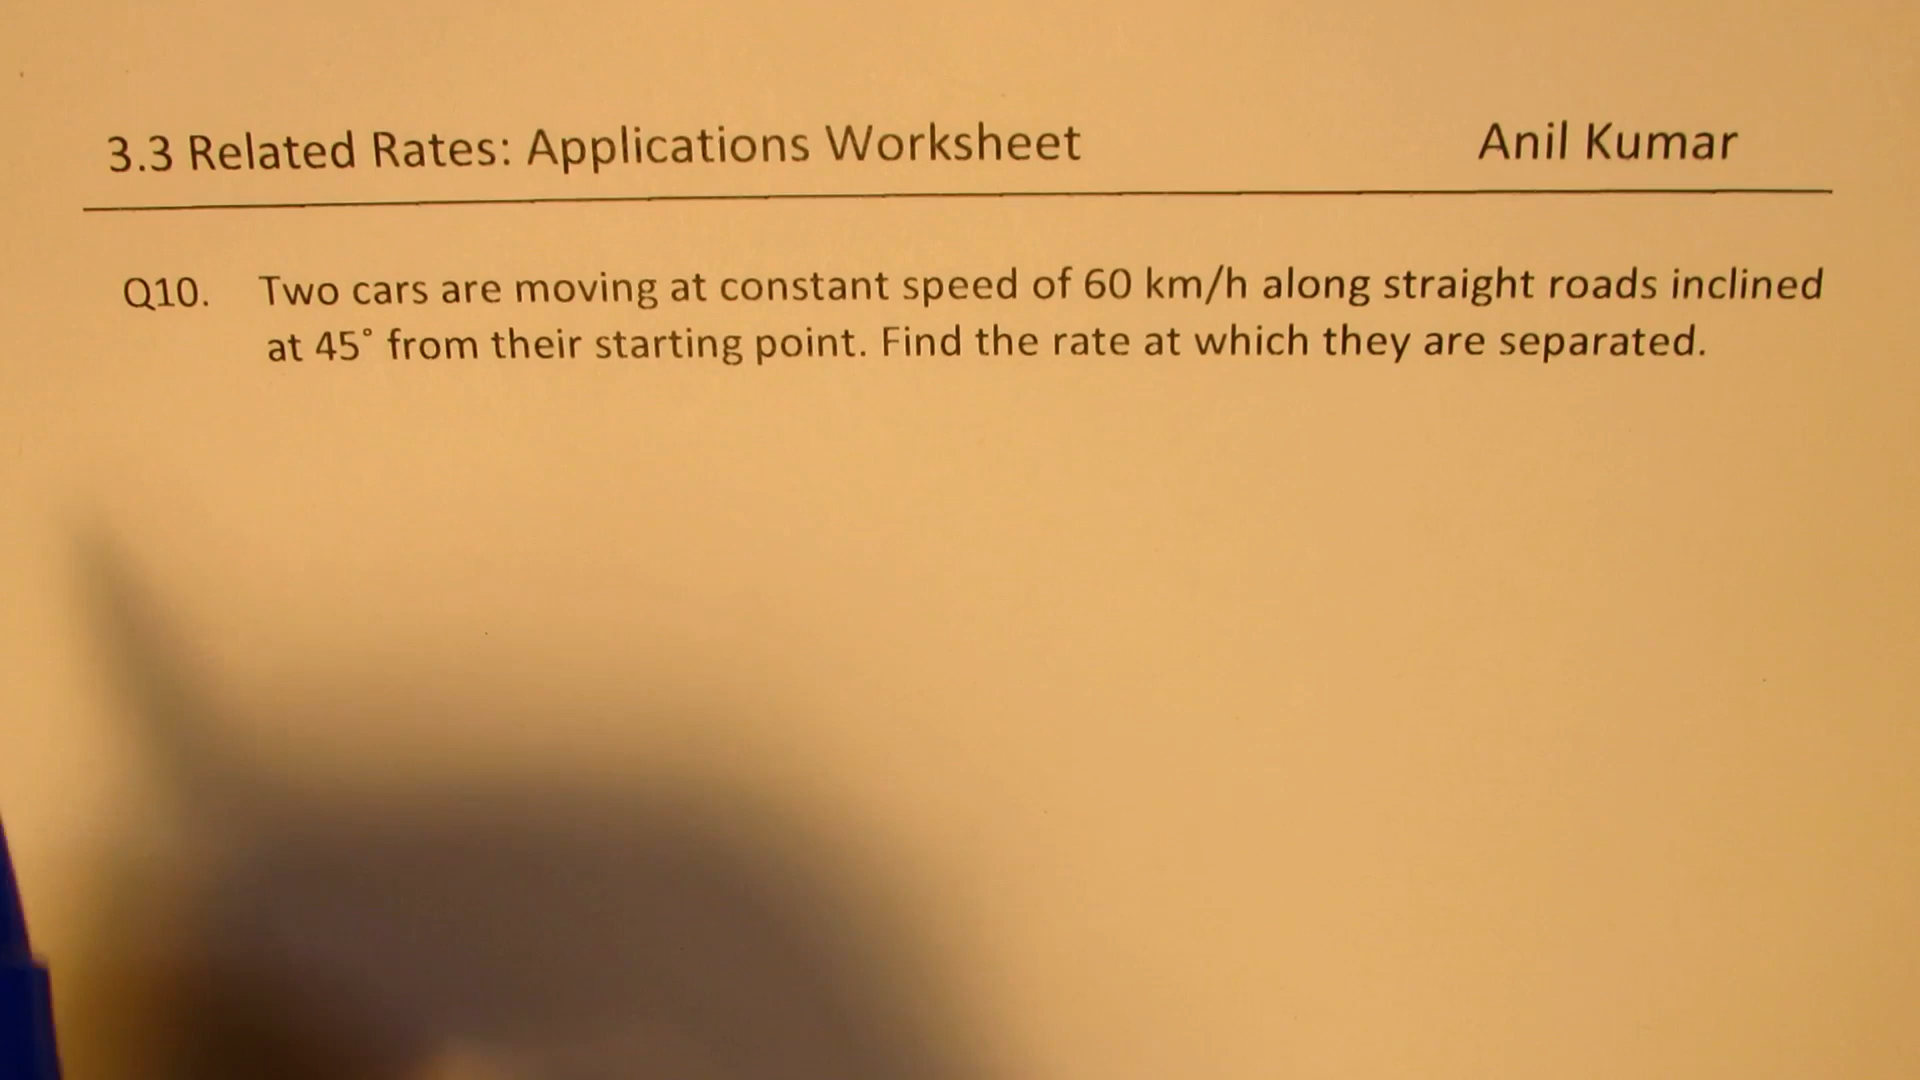 3.3 Related Rates: Applications Worksheet Anil Kumar
Q10. Two cars are moving at constant speed of 60 km/h along straight roads inclined
at 45˚ from their starting point. Find the rate at which they are separated.